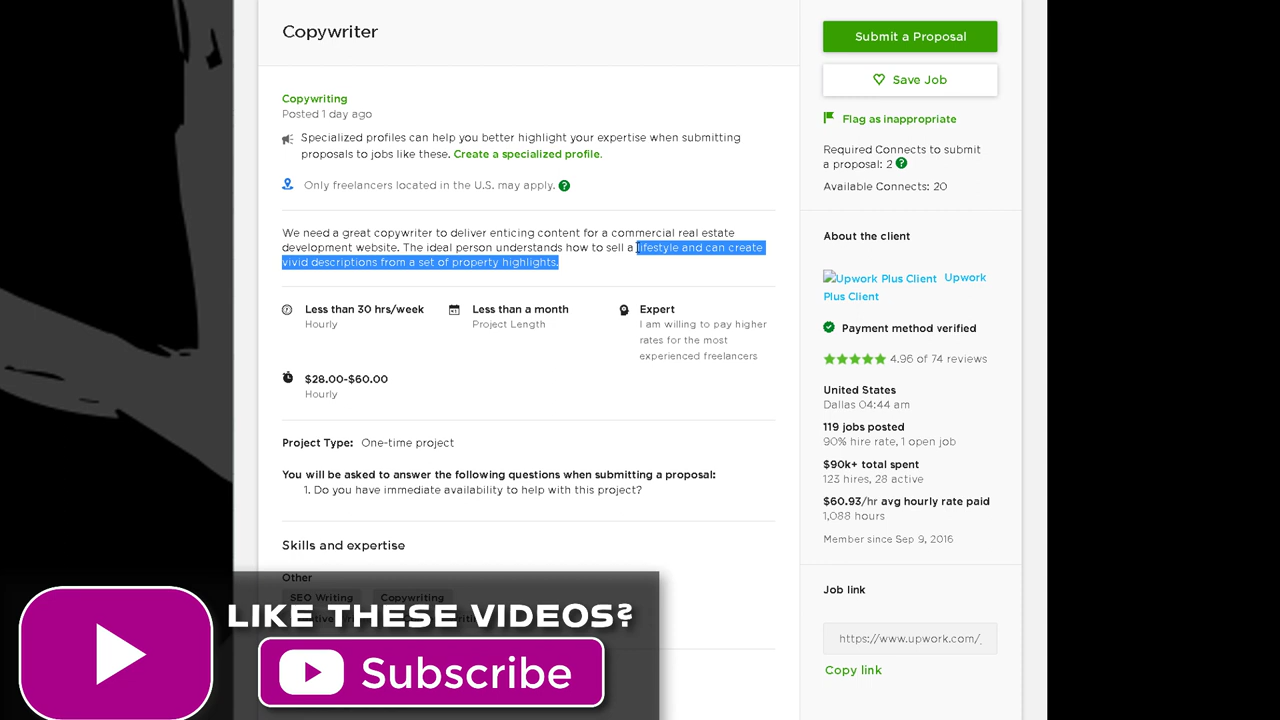 Copywriter
Copywriting
Posted 1 day ago
Specialized profiles can help you better highlight your expertise when submitting
proposals to jobs like these. Create a specialized profile.
Only freelancers located in the U.S. may apply.
We need a great copywriter to deliver enticing content for a commercial real estate
development website. The ideal person understands how to sell a lifestyle and can create
vivid descriptions from a set of property highlights.
Less than 30 hrs/week
Hourly
Less than a month
Project Length
Expert
I am willing to pay higher
rates for the most
experienced freelancers
$28.00-$60.00
Hourly
Project Type: One-time project
You will be asked to answer the following questions when submitting a proposal:
1. Do you have immediate availability to help with this project?
Skills and expertise
Other
SEO Writing Copywriting
LIKE THESE VIDEOS?
Subscribe
Submit a Proposal
Save Job
Flag as inappropriate
Required Connects to submit
a proposal: 2
Available Connects: 20
About the client
Upwork Plus Client Upwork
Plus Client
Payment method verified
4.96 of 74 reviews
United States
Dallas 04:44 am
119 jobs posted
90% hire rate, 1 open job
$90k+ total spent
123 hires, 28 active
$60.93/hr avg hourly rate paid
1,088 hours
Member since Sep 9, 2016
Job link
https://www.upwork.com/
Copy link